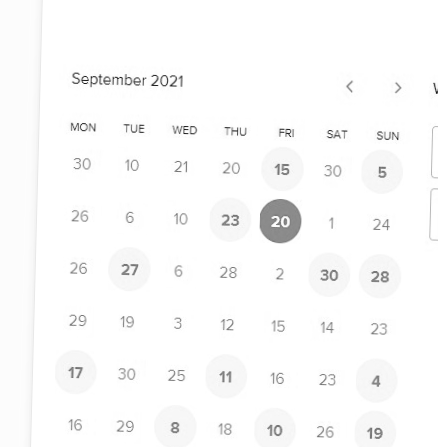 September 2021 < >
MON TUE WED THU FRI SAT SUN
30 10 21 20 15 30 5
26 6 10 23 20 1 24
26 27 6 28 2 30 28
29 19 3 12 15 14 23
17 30 25 11 16 23 4
16 29 8 18 10 26 19